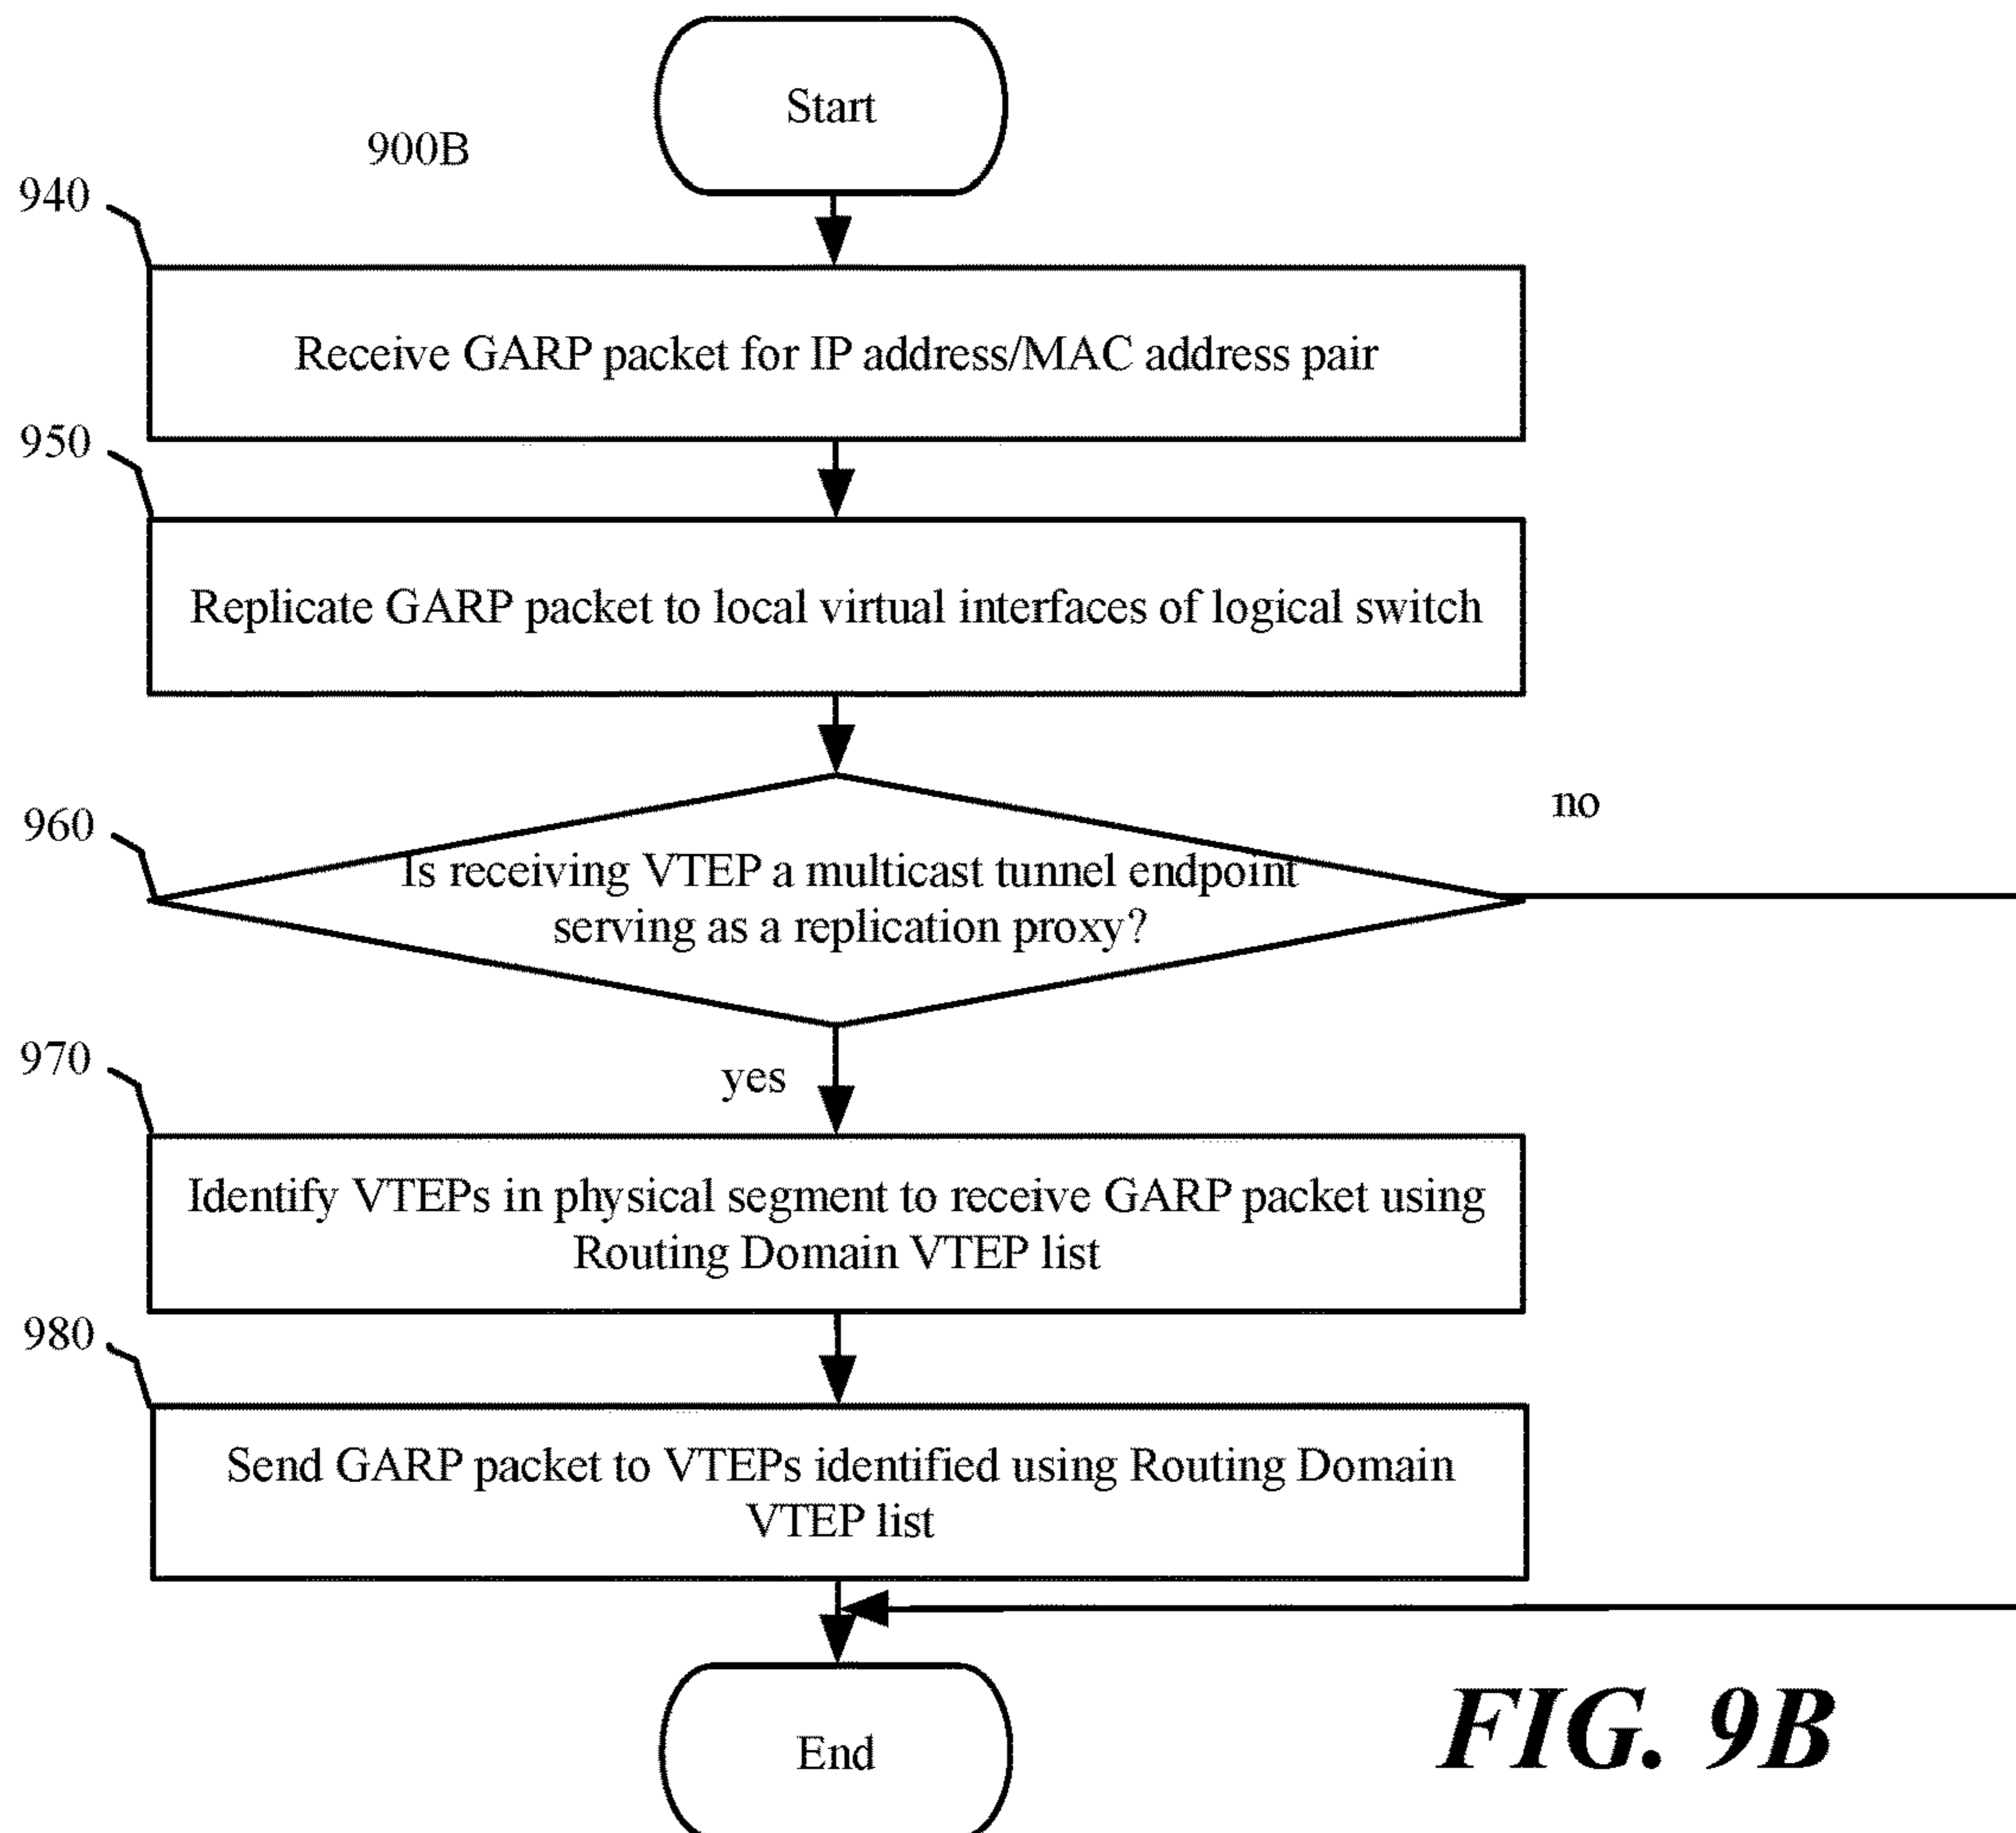 Start
900B
940
Receive GARP packet for IP address/MAC address pair
950
Replicate GARP packet to local virtual interfaces of logical switch
960
no
Is receiving VTEP a multicast tunnel endpoint
serving as a replication proxy?
yes
970
Identify VTEPs in physical segment to receive GARP packet using
Routing Domain VTEP list
980
Send GARP packet to VTEPs identified using Routing Domain
VTEP list
End
FIG. 9B